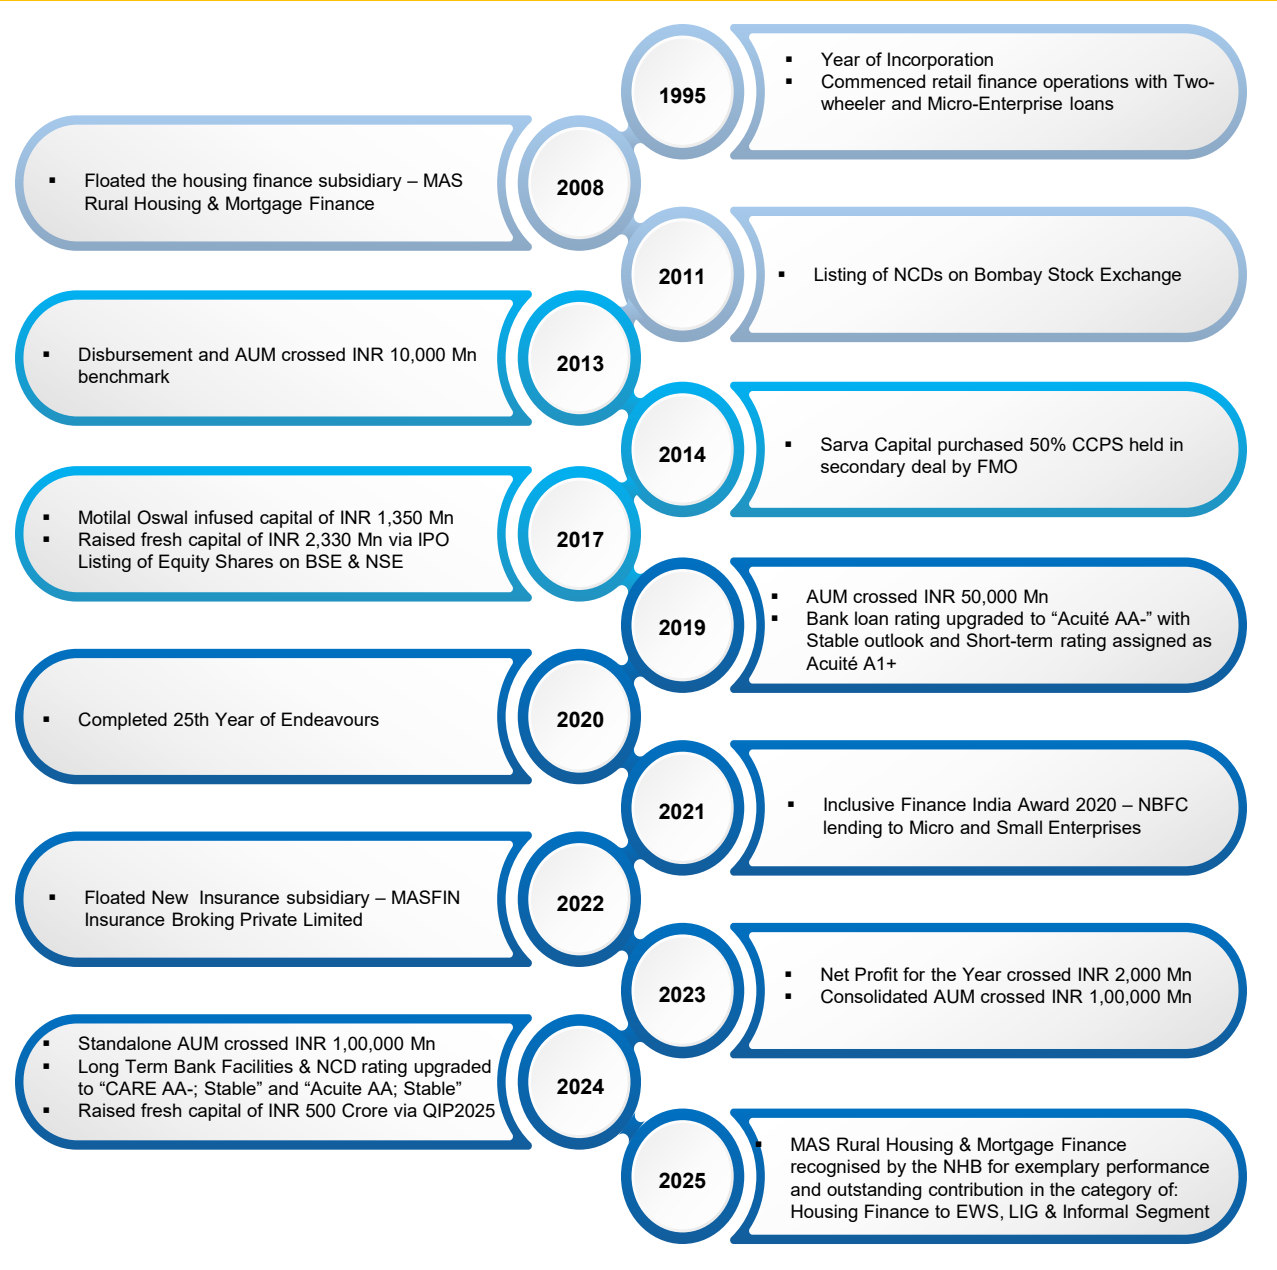 1995
▪ Year of Incorporation
▪ Commenced retail finance operations with Two-
wheeler and Micro-Enterprise loans
2008
▪ Floated the housing finance subsidiary – MAS
Rural Housing & Mortgage Finance
2011
▪ Listing of NCDs on Bombay Stock Exchange
2013
▪ Disbursement and AUM crossed INR 10,000 Mn
benchmark
2014
▪ Sarva Capital purchased 50% CCPS held in
secondary deal by FMO
2017
▪ Motilal Oswal infused capital of INR 1,350 Mn
▪ Raised fresh capital of INR 2,330 Mn via IPO
Listing of Equity Shares on BSE & NSE
2019
▪ AUM crossed INR 50,000 Mn
▪ Bank loan rating upgraded to “Acuité AA-” with
Stable outlook and Short-term rating assigned as
Acuité A1+
2020
▪ Completed 25th Year of Endeavours
2021
▪ Inclusive Finance India Award 2020 – NBFC
lending to Micro and Small Enterprises
2022
▪ Floated New Insurance subsidiary – MASFIN
Insurance Broking Private Limited
2023
▪ Net Profit for the Year crossed INR 2,000 Mn
▪ Consolidated AUM crossed INR 1,00,000 Mn
2024
▪ Standalone AUM crossed INR 1,00,000 Mn
▪ Long Term Bank Facilities & NCD rating upgraded
to “CARE AA-; Stable” and “Acuite AA; Stable”
▪ Raised fresh capital of INR 500 Crore via QIP2025
2025
▪ MAS Rural Housing & Mortgage Finance
recognised by the NHB for exemplary performance
and outstanding contribution in the category of:
Housing Finance to EWS, LIG & Informal Segment